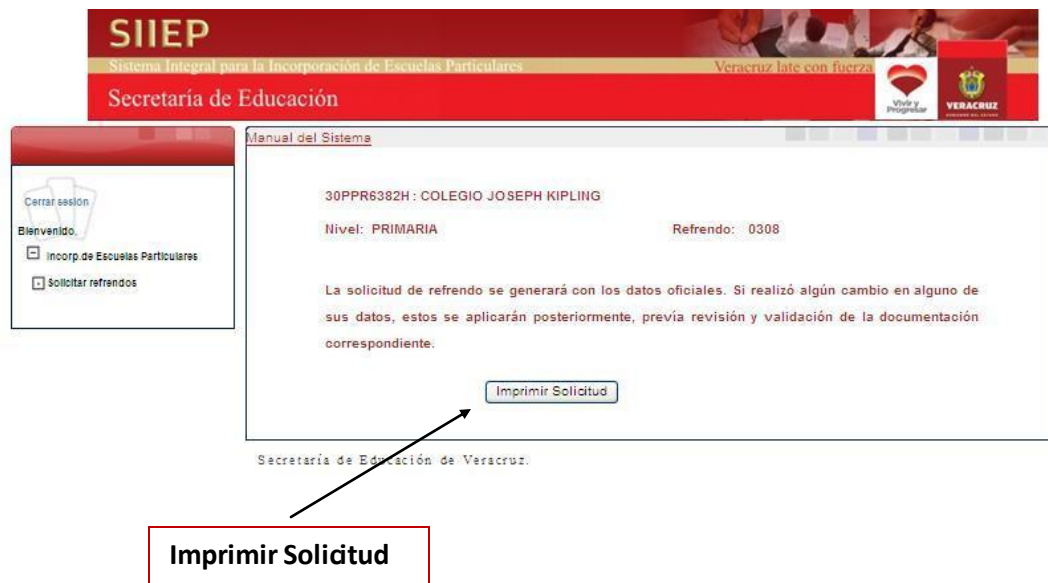 SIIEP
Sistema Integral para la Incorporación de Escuelas Particulares
Veracruz late con fuerza
Secretaría de Educación
Vivir y
Progresar
VERACRUZ
Manual del Sistema
Cerrar sesión
Bienvenido.
Incorp.de Escuelas Particulares
Solicitar refrendos
30PPR6382H : COLEGIO JOSEPH KIPLING
Nivel: PRIMARIA Refrendo: 0308
La solicitud de refrendo se generará con los datos oficiales. Si realizó algún cambio en alguno de
sus datos, estos se aplicarán posteriormente, previa revisión y validación de la documentación
correspondiente.
Imprimir Solicitud
Secretaría de Educación de Veracruz.
Imprimir Solicitud